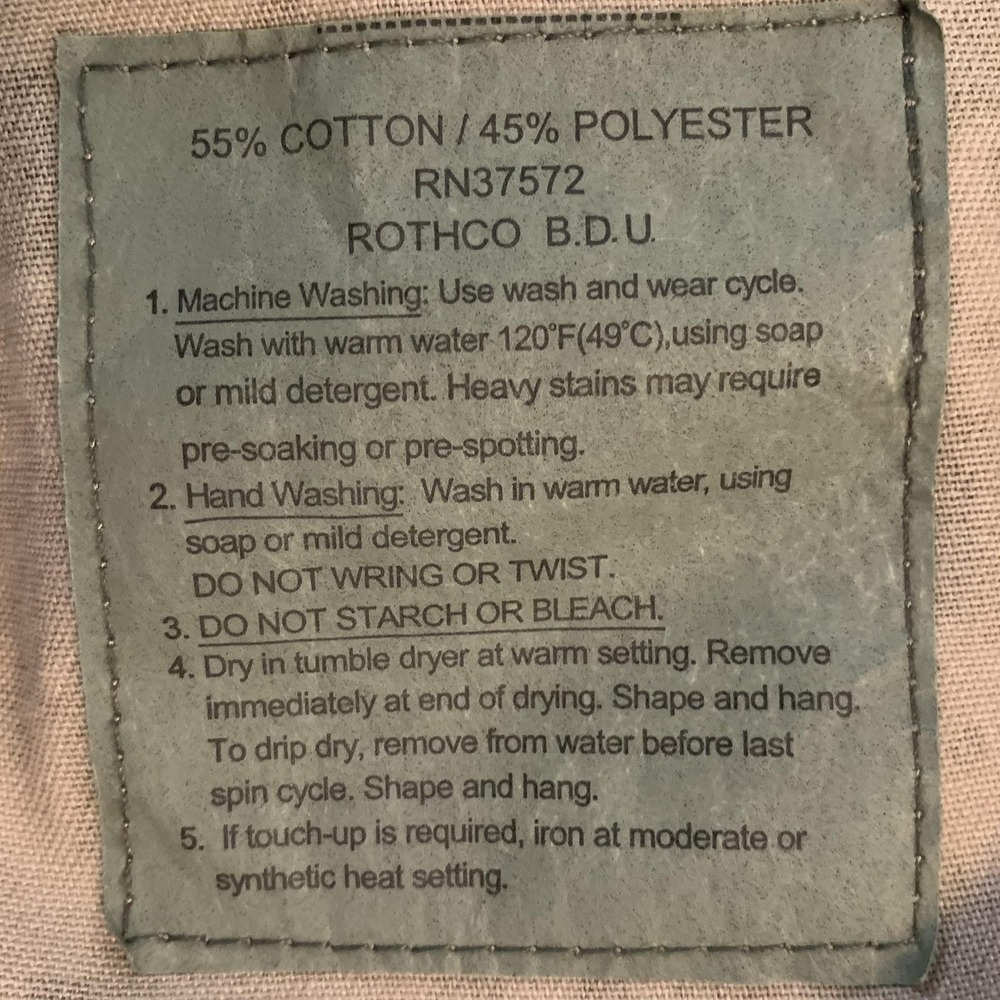 55% COTTON / 45% POLYESTER
RN37572
ROTHCO B.D.U.
1. Machine Washing: Use wash and wear cycle.
Wash with warm water 120°F(49°C),using soap
or mild detergent. Heavy stains may require
pre-soaking or pre-spotting.
2. Hand Washing: Wash in warm water, using
soap or mild detergent.
DO NOT WRING OR TWIST.
3. DO NOT STARCH OR BLEACH.
4. Dry in tumble dryer at warm setting. Remove
immediately at end of drying. Shape and hang.
To drip dry, remove from water before last
spin cycle. Shape and hang.
5. If touch-up is required, iron at moderate or
synthetic heat setting.